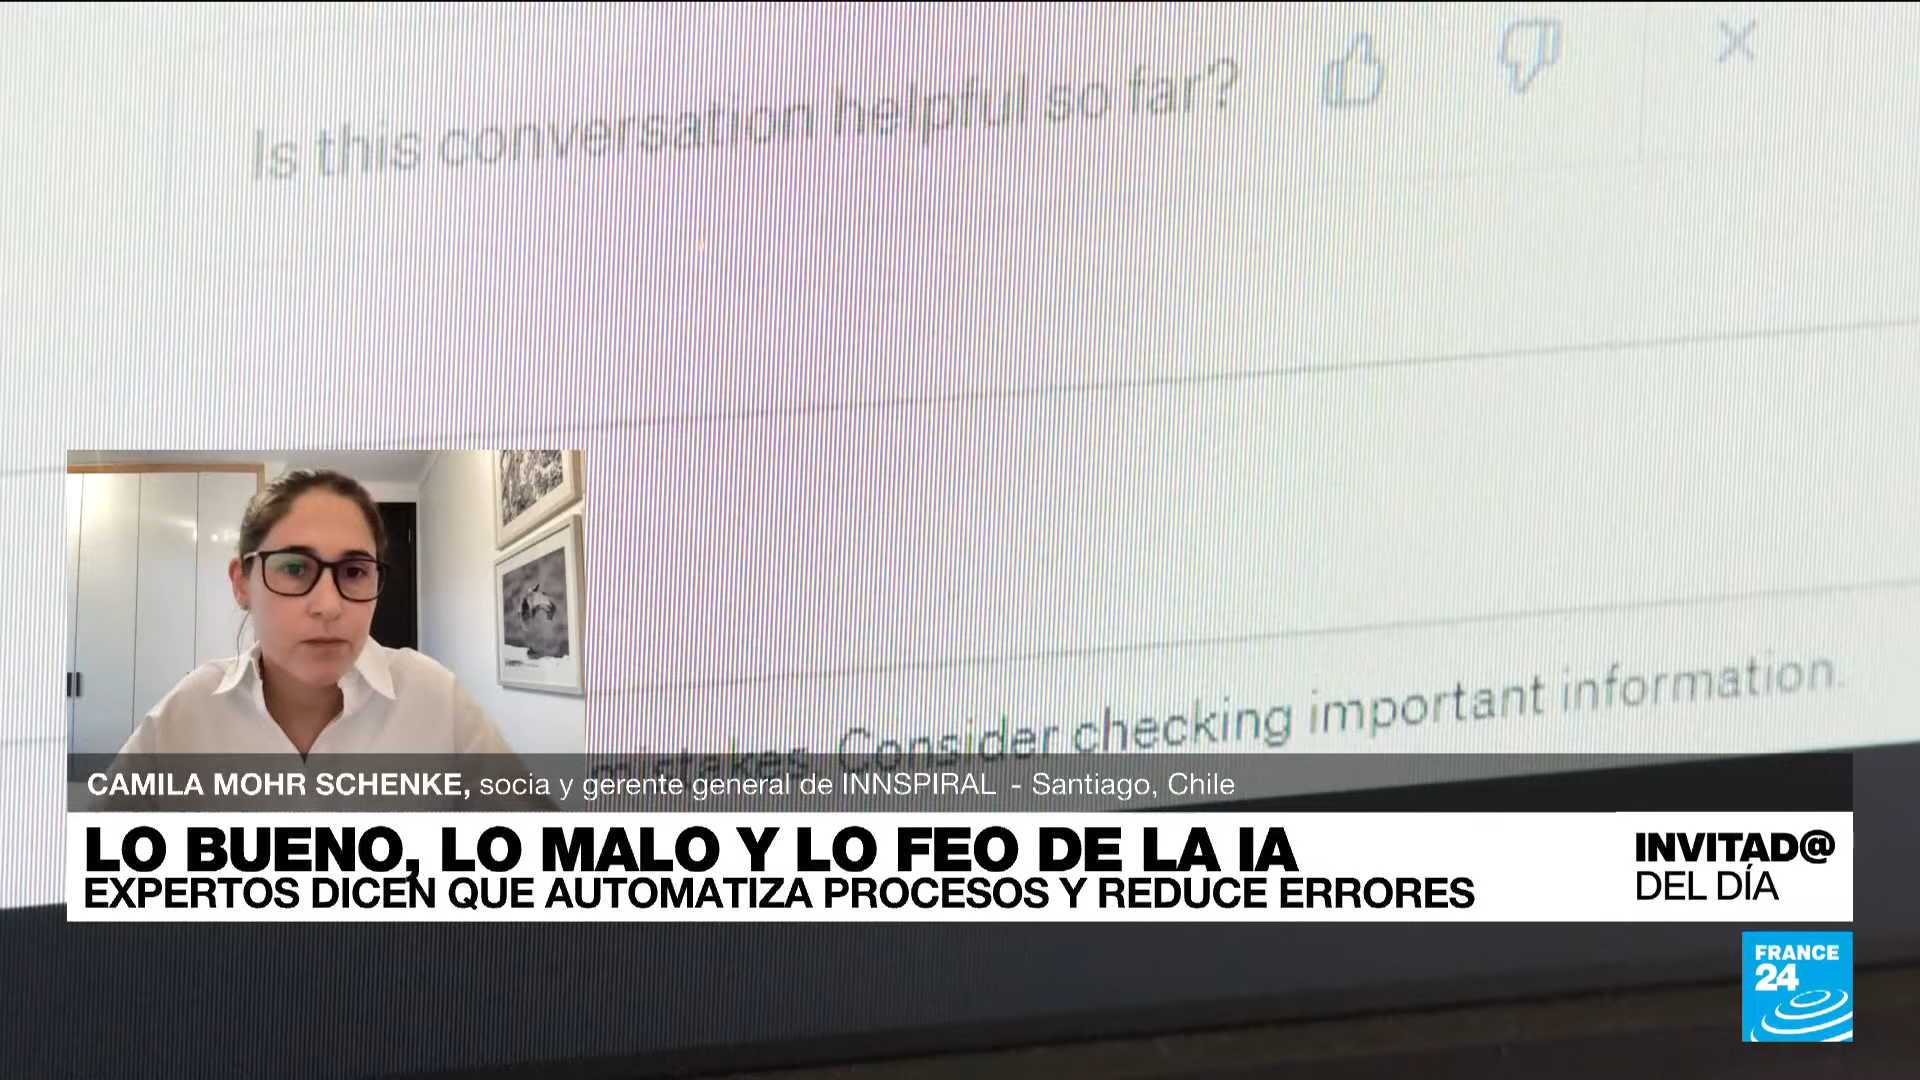 Is this conversation helpful so far?
mistakes. Consider checking important information.
CAMILA MOHR SCHENKE, socia y gerente general de INNSPIRAL - Santiago, Chile
LO BUENO, LO MALO Y LO FEO DE LA IA
EXPERTOS DICEN QUE AUTOMATIZA PROCESOS Y REDUCE ERRORES
INVITAD@
DEL DÍA
FRANCE
24